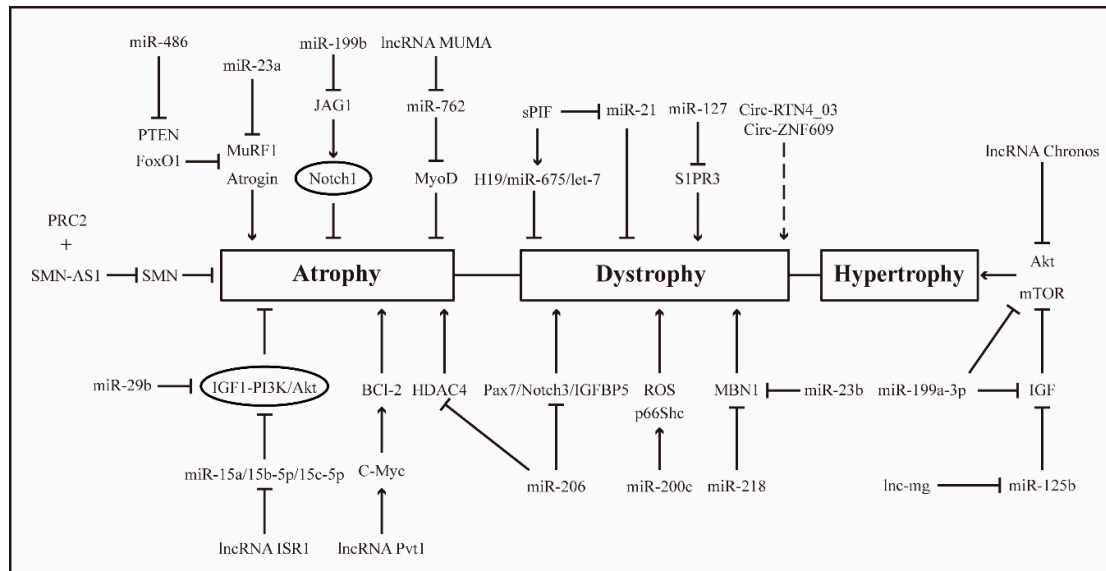 miR-486
miR-199b
lncRNA MUMA
miR-23a
JAG1
miR-762
sPIF
miR-21
miR-127
Circ-RTN4_03
Circ-ZNF609
PTEN
FoxO1
MuRF1
Atrogin
Notch1
MyoD
H19/miR-675/let-7
S1PR3
lncRNA Chronos
PRC2
+
SMN-AS1
SMN
Atrophy
Dystrophy
Hypertrophy
Akt
mTOR
miR-29b
IGF1-PI3K/Akt
BCl-2
HDAC4
Pax7/Notch3/IGFBP5
ROS
p66Shc
MBN1
miR-23b
miR-199a-3p
IGF
miR-15a/15b-5p/15c-5p
C-Myc
miR-206
miR-200c
miR-218
lnc-mg
miR-125b
lncRNA ISR1
lncRNA Pvt1